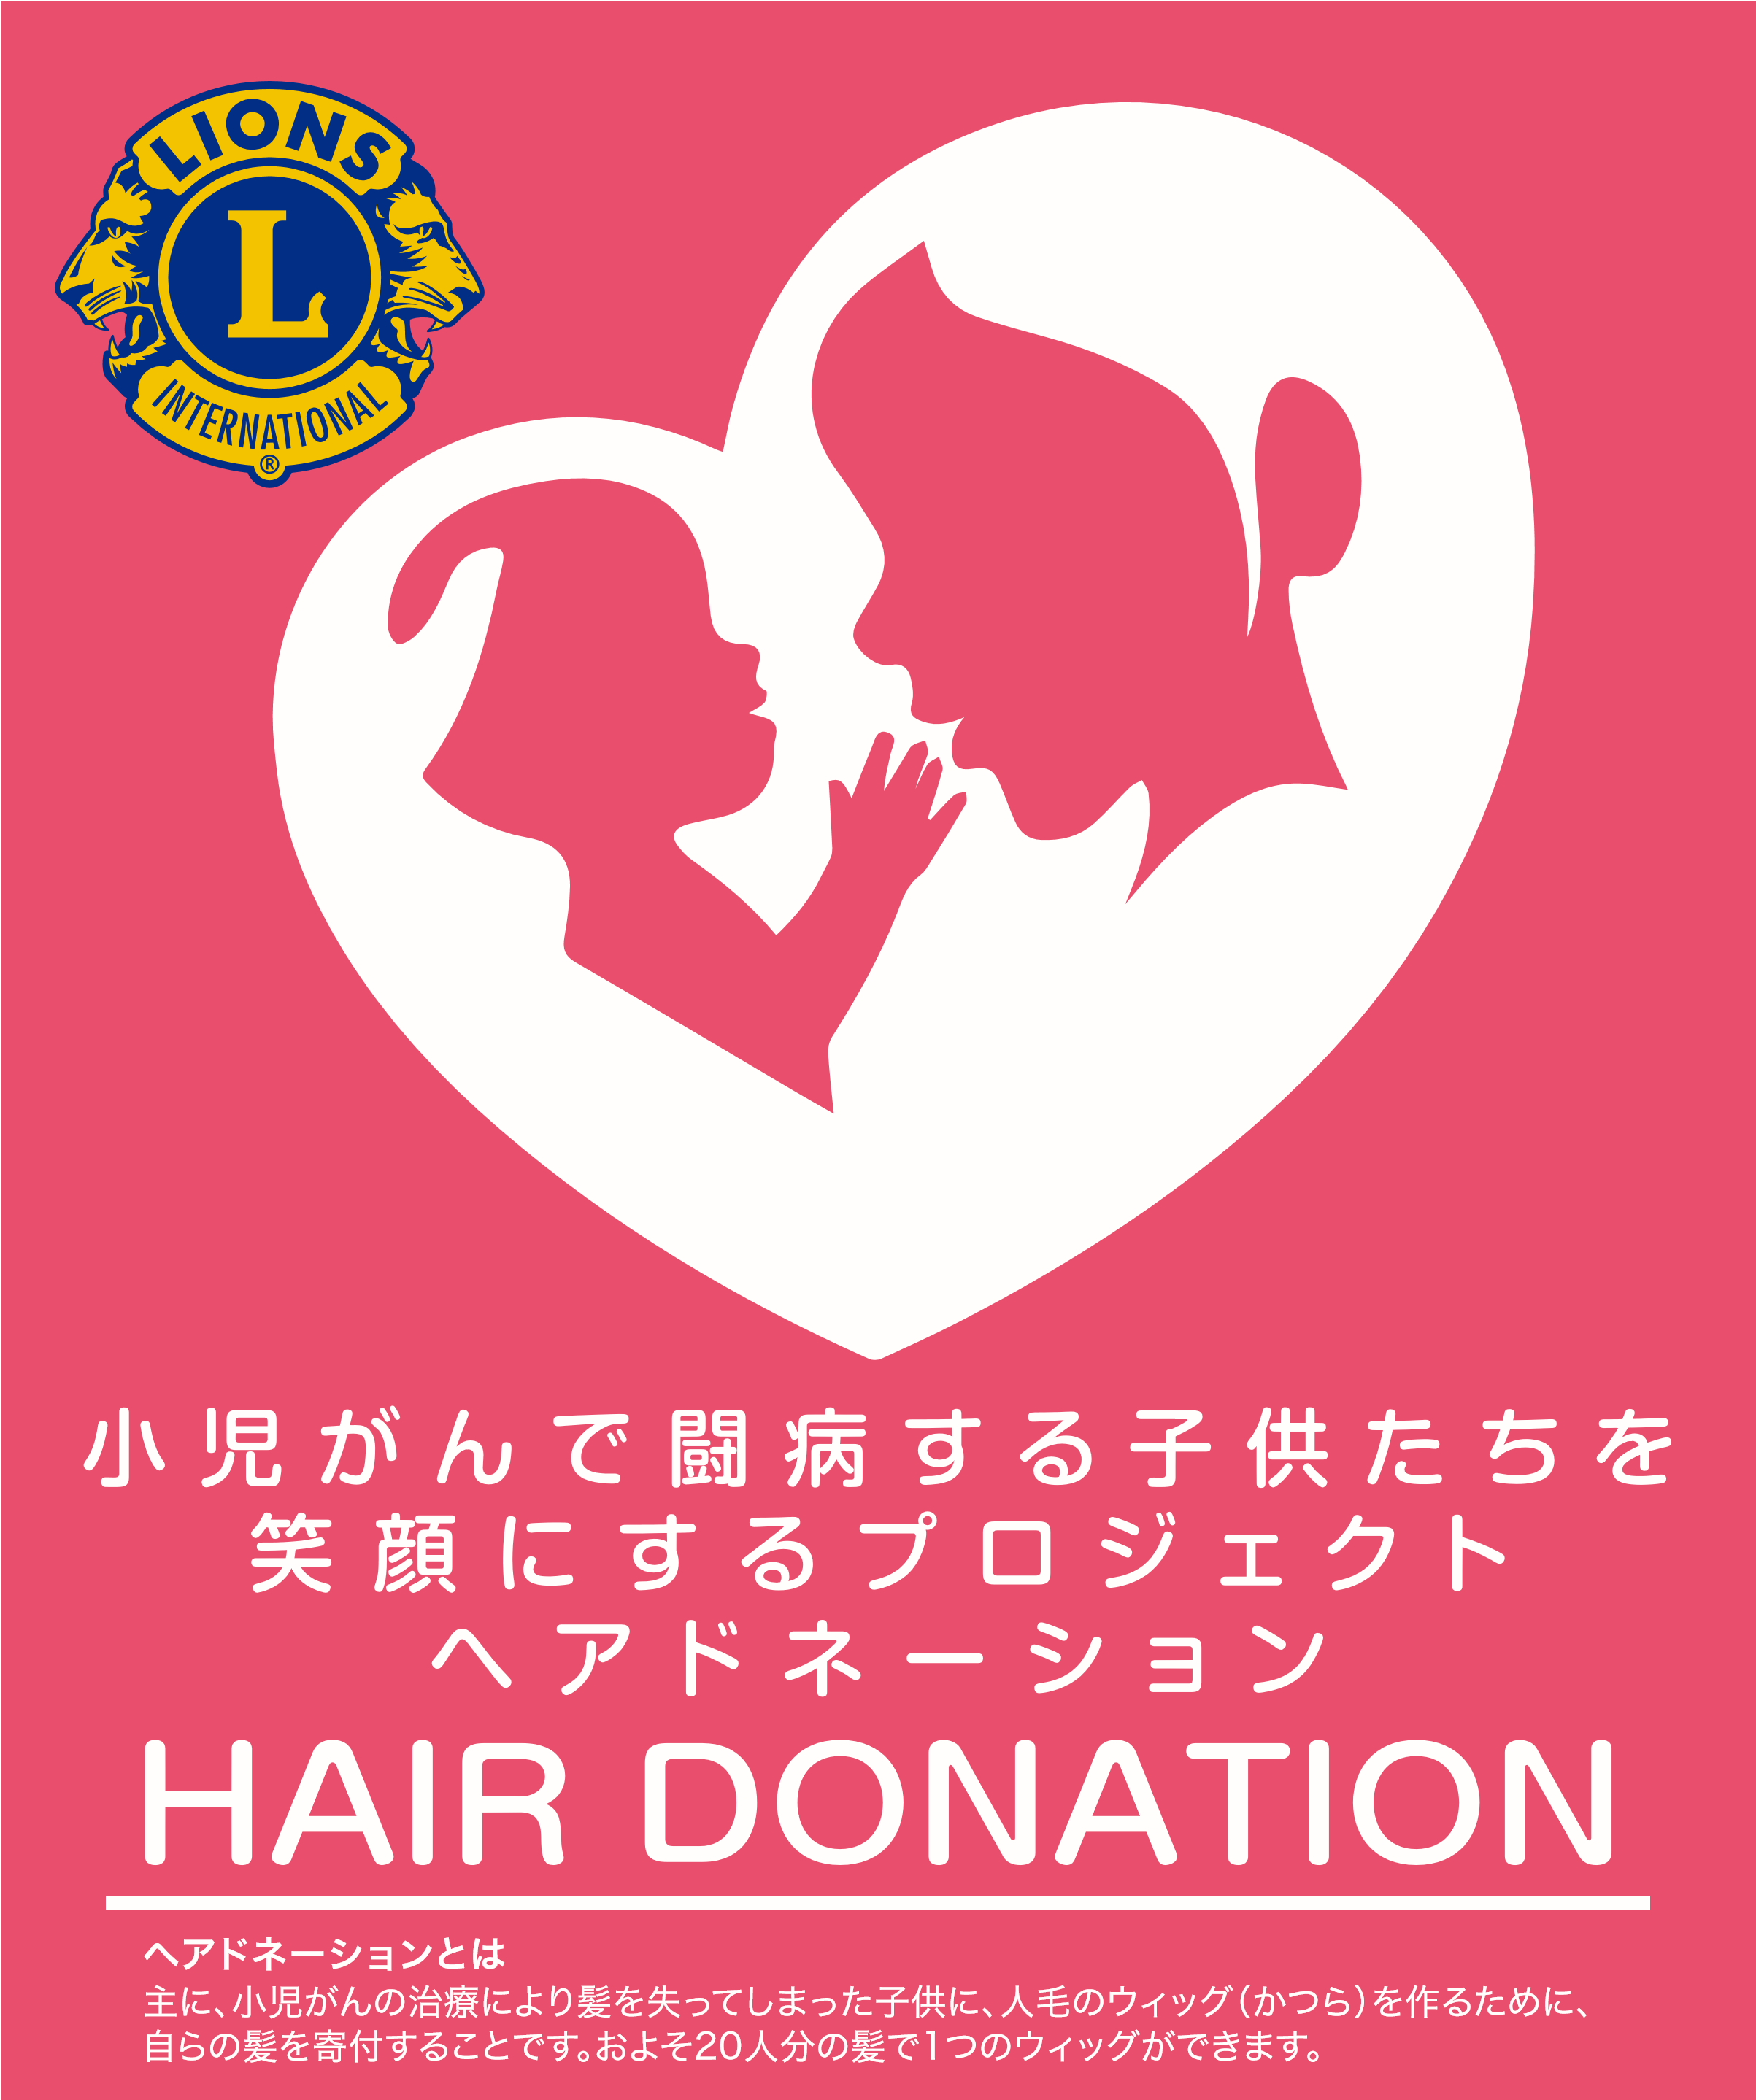 LIONS
L
INTERNATIONAL
®
小児がんで闘病する子供たちを
笑顔にするプロジェクト
ヘアドネーション
HAIR DONATION
ヘアドネーションとは
主に、小児がんの治療により髪を失ってしまった子供に、人毛のウィッグ(かつら)を作るために、
自らの髪を寄付することです。およそ20人分の髪で1つのウィッグができます。